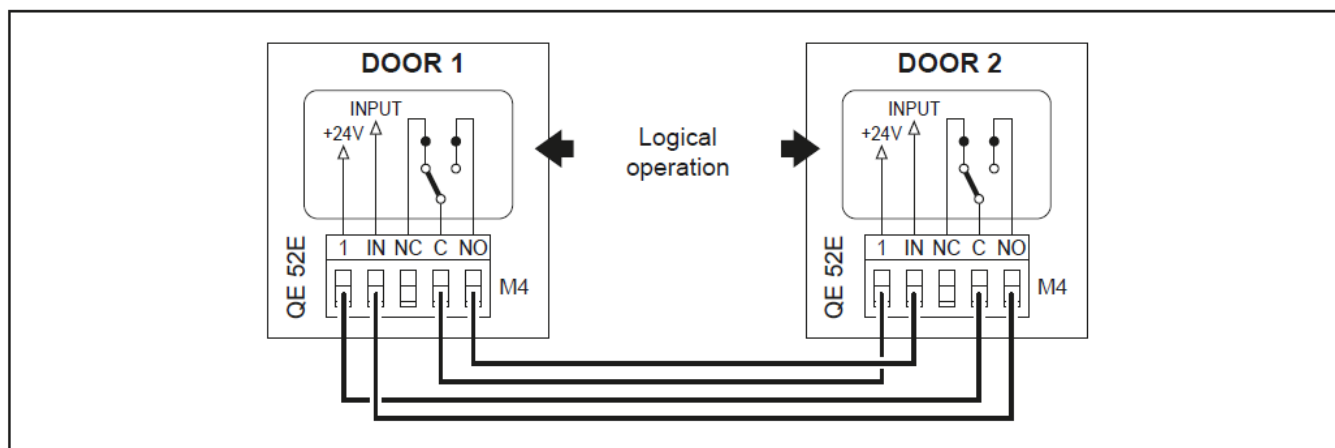 DOOR 1
INPUT
+24V
1 IN NC C NO
QE 52E
M4
Logical
operation
DOOR 2
INPUT
+24V
1 IN NC C NO
QE 52E
M4